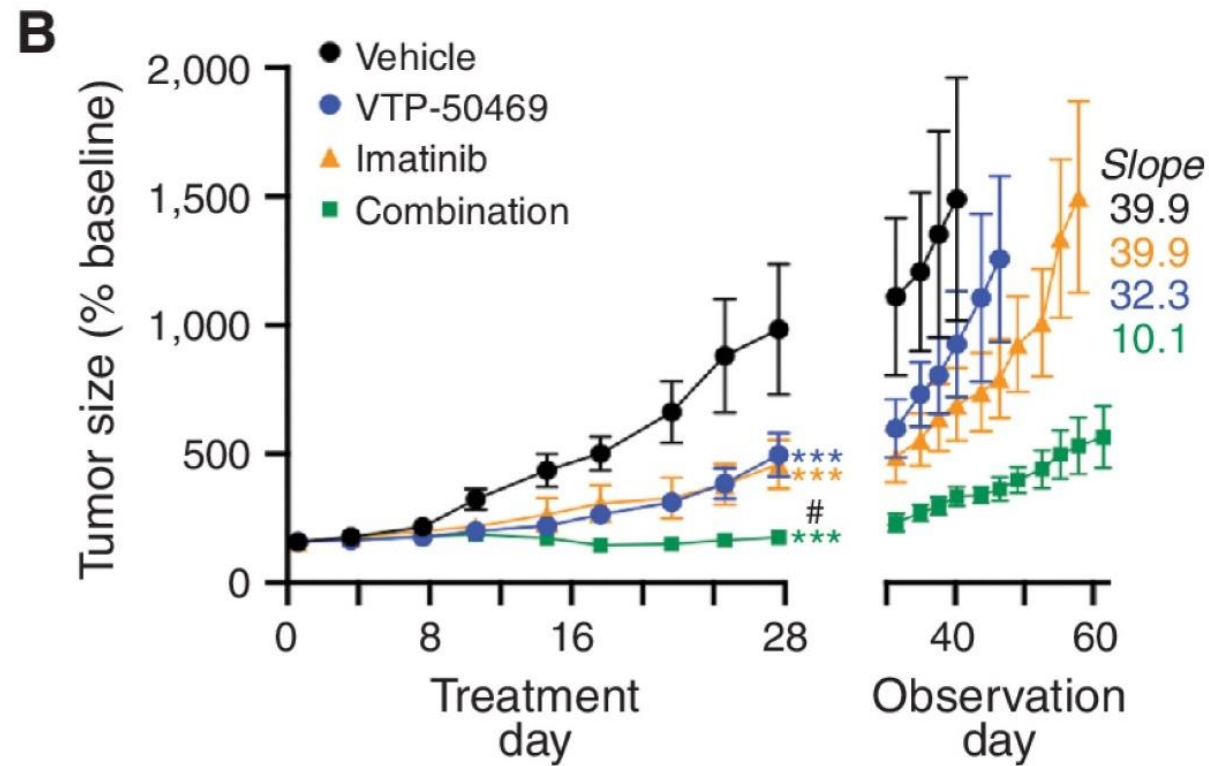 B
Vehicle
VTP-50469
Imatinib
Combination
Tumor size (% baseline)
2,000
1,500
1,000
500
0
***
***
#
***
0 8 16 28
Treatment
day
Slope
39.9
39.9
32.3
10.1
40 60
Observation
day